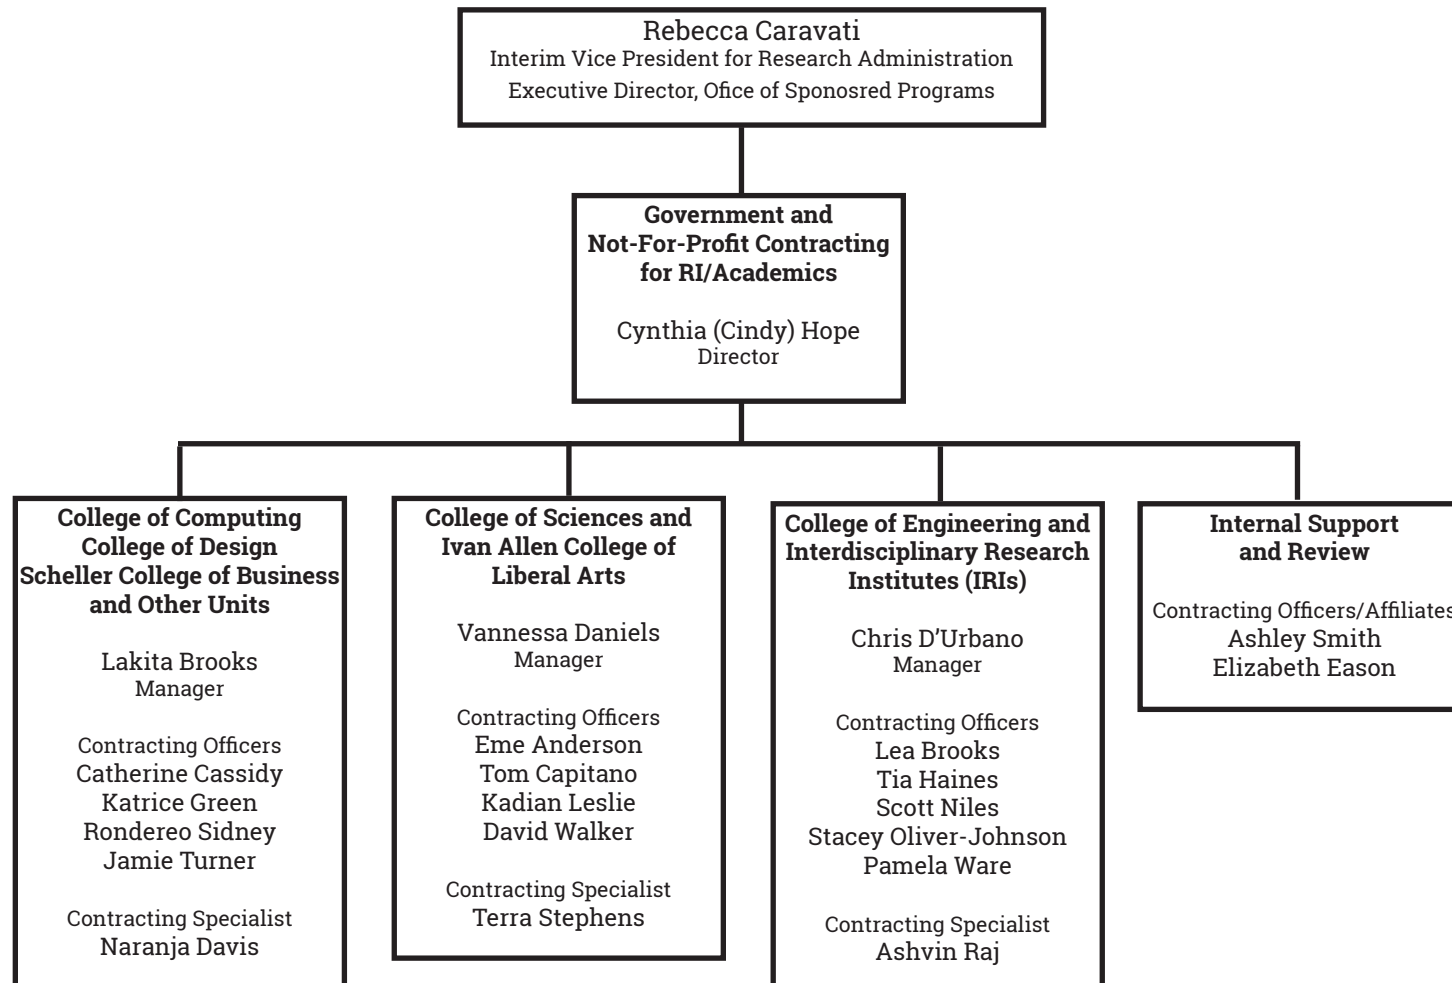 Rebecca Caravati
Interim Vice President for Research Administration
Executive Director, Ofice of Sponosred Programs
Government and
Not-For-Profit Contracting
for RI/Academics
Cynthia (Cindy) Hope
Director
College of Computing
College of Design
Scheller College of Business
and Other Units
Lakita Brooks
Manager
Contracting Officers
Catherine Cassidy
Katrice Green
Rondereo Sidney
Jamie Turner
Contracting Specialist
Naranja Davis
College of Sciences and
Ivan Allen College of
Liberal Arts
Vannessa Daniels
Manager
Contracting Officers
Eme Anderson
Tom Capitano
Kadian Leslie
David Walker
Contracting Specialist
Terra Stephens
College of Engineering and
Interdisciplinary Research
Institutes (IRIs)
Chris D’Urbano
Manager
Contracting Officers
Lea Brooks
Tia Haines
Scott Niles
Stacey Oliver-Johnson
Pamela Ware
Contracting Specialist
Ashvin Raj
Internal Support
and Review
Contracting Officers/Affiliates
Ashley Smith
Elizabeth Eason